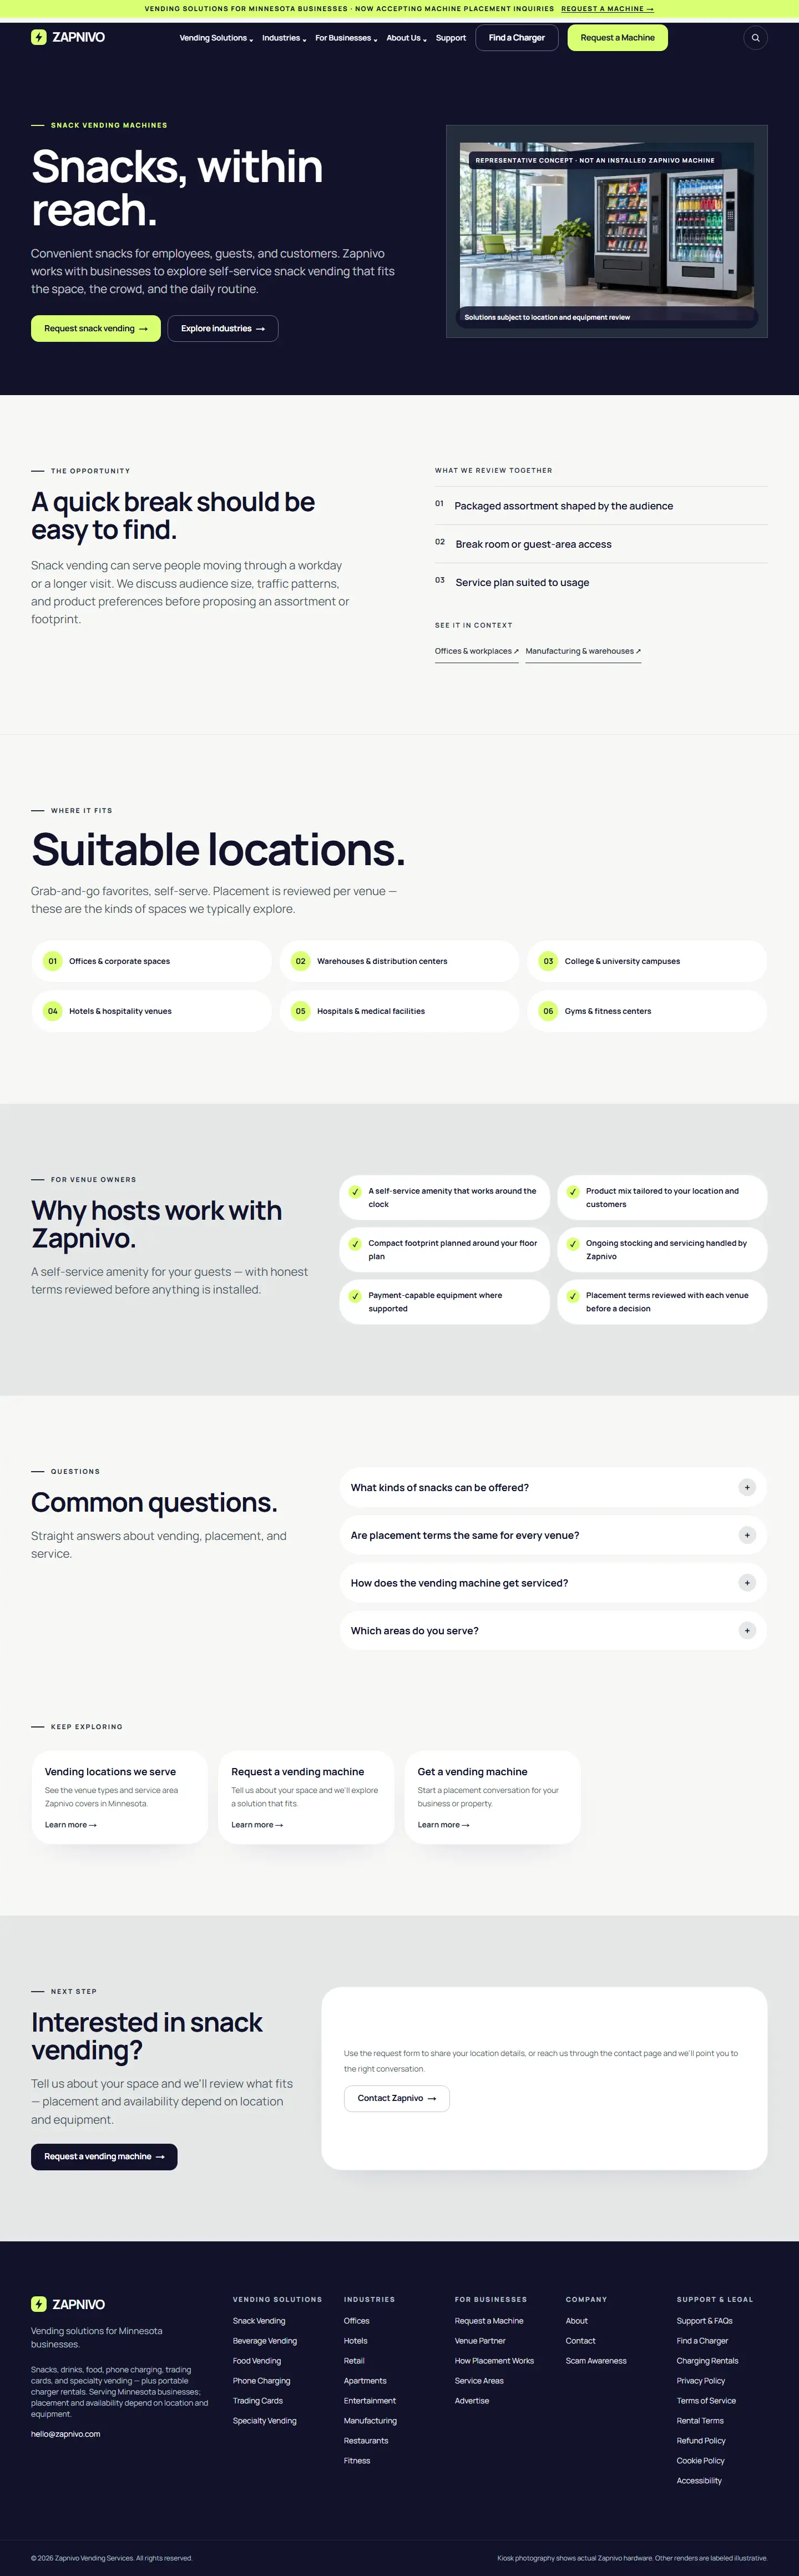 VENDING SOLUTIONS FOR MINNESOTA BUSINESSES · NOW ACCEPTING MACHINE PLACEMENT INQUIRIES REQUEST A MACHINE →
ZAPNIVO
Vending Solutions
Industries
For Businesses
About Us
Support
Find a Charger
Request a Machine
SNACK VENDING MACHINES
Snacks, within
reach.
Convenient snacks for employees, guests, and customers. Zapnivo
works with businesses to explore self-service snack vending that fits
the space, the crowd, and the daily routine.
Request snack vending →
Explore industries →
REPRESENTATIVE CONCEPT · NOT AN INSTALLED ZAPNIVO MACHINE
Solutions subject to location and equipment review
THE OPPORTUNITY
A quick break should be
easy to find.
Snack vending can serve people moving through a workday
or a longer visit. We discuss audience size, traffic patterns,
and product preferences before proposing an assortment or
footprint.
WHAT WE REVIEW TOGETHER
01 Packaged assortment shaped by the audience
02 Break room or guest-area access
03 Service plan suited to usage
SEE IT IN CONTEXT
Offices & workplaces ↗
Manufacturing & warehouses ↗
WHERE IT FITS
Suitable locations.
Grab-and-go favorites, self-serve. Placement is reviewed per venue —
these are the kinds of spaces we typically explore.
01 Offices & corporate spaces
02 Warehouses & distribution centers
03 College & university campuses
04 Hotels & hospitality venues
05 Hospitals & medical facilities
06 Gyms & fitness centers
FOR VENUE OWNERS
Why hosts work with
Zapnivo.
A self-service amenity for your guests — with honest
terms reviewed before anything is installed.
✓ A self-service amenity that works around the
clock
✓ Product mix tailored to your location and
customers
✓ Compact footprint planned around your floor
plan
✓ Ongoing stocking and servicing handled by
Zapnivo
✓ Payment-capable equipment where
supported
✓ Placement terms reviewed with each venue
before a decision
QUESTIONS
Common questions.
Straight answers about vending, placement, and
service.
What kinds of snacks can be offered? +
Are placement terms the same for every venue? +
How does the vending machine get serviced? +
Which areas do you serve? +
KEEP EXPLORING
Vending locations we serve
See the venue types and service area
Zapnivo covers in Minnesota.
Learn more →
Request a vending machine
Tell us about your space and we'll explore
a solution that fits.
Learn more →
Get a vending machine
Start a placement conversation for your
business or property.
Learn more →
NEXT STEP
Interested in snack
vending?
Tell us about your space and we'll review what fits
— placement and availability depend on location
and equipment.
Request a vending machine →
Use the request form to share your location details, or reach us through the contact page and we'll point you to
the right conversation.
Contact Zapnivo →
ZAPNIVO
Vending solutions for Minnesota
businesses.
Snacks, drinks, food, phone charging, trading
cards, and specialty vending — plus portable
charger rentals. Serving Minnesota businesses;
placement and availability depend on location and
equipment.
hello@zapnivo.com
VENDING SOLUTIONS
Snack Vending
Beverage Vending
Food Vending
Phone Charging
Trading Cards
Specialty Vending
INDUSTRIES
Offices
Hotels
Retail
Apartments
Entertainment
Manufacturing
Restaurants
Fitness
FOR BUSINESSES
Request a Machine
Venue Partner
How Placement Works
Service Areas
Advertise
COMPANY
About
Contact
Scam Awareness
SUPPORT & LEGAL
Support & FAQs
Find a Charger
Charging Rentals
Privacy Policy
Terms of Service
Rental Terms
Refund Policy
Cookie Policy
Accessibility
© 2026 Zapnivo Vending Services. All rights reserved.
Kiosk photography shows actual Zapnivo hardware. Other renders are labeled illustrative.